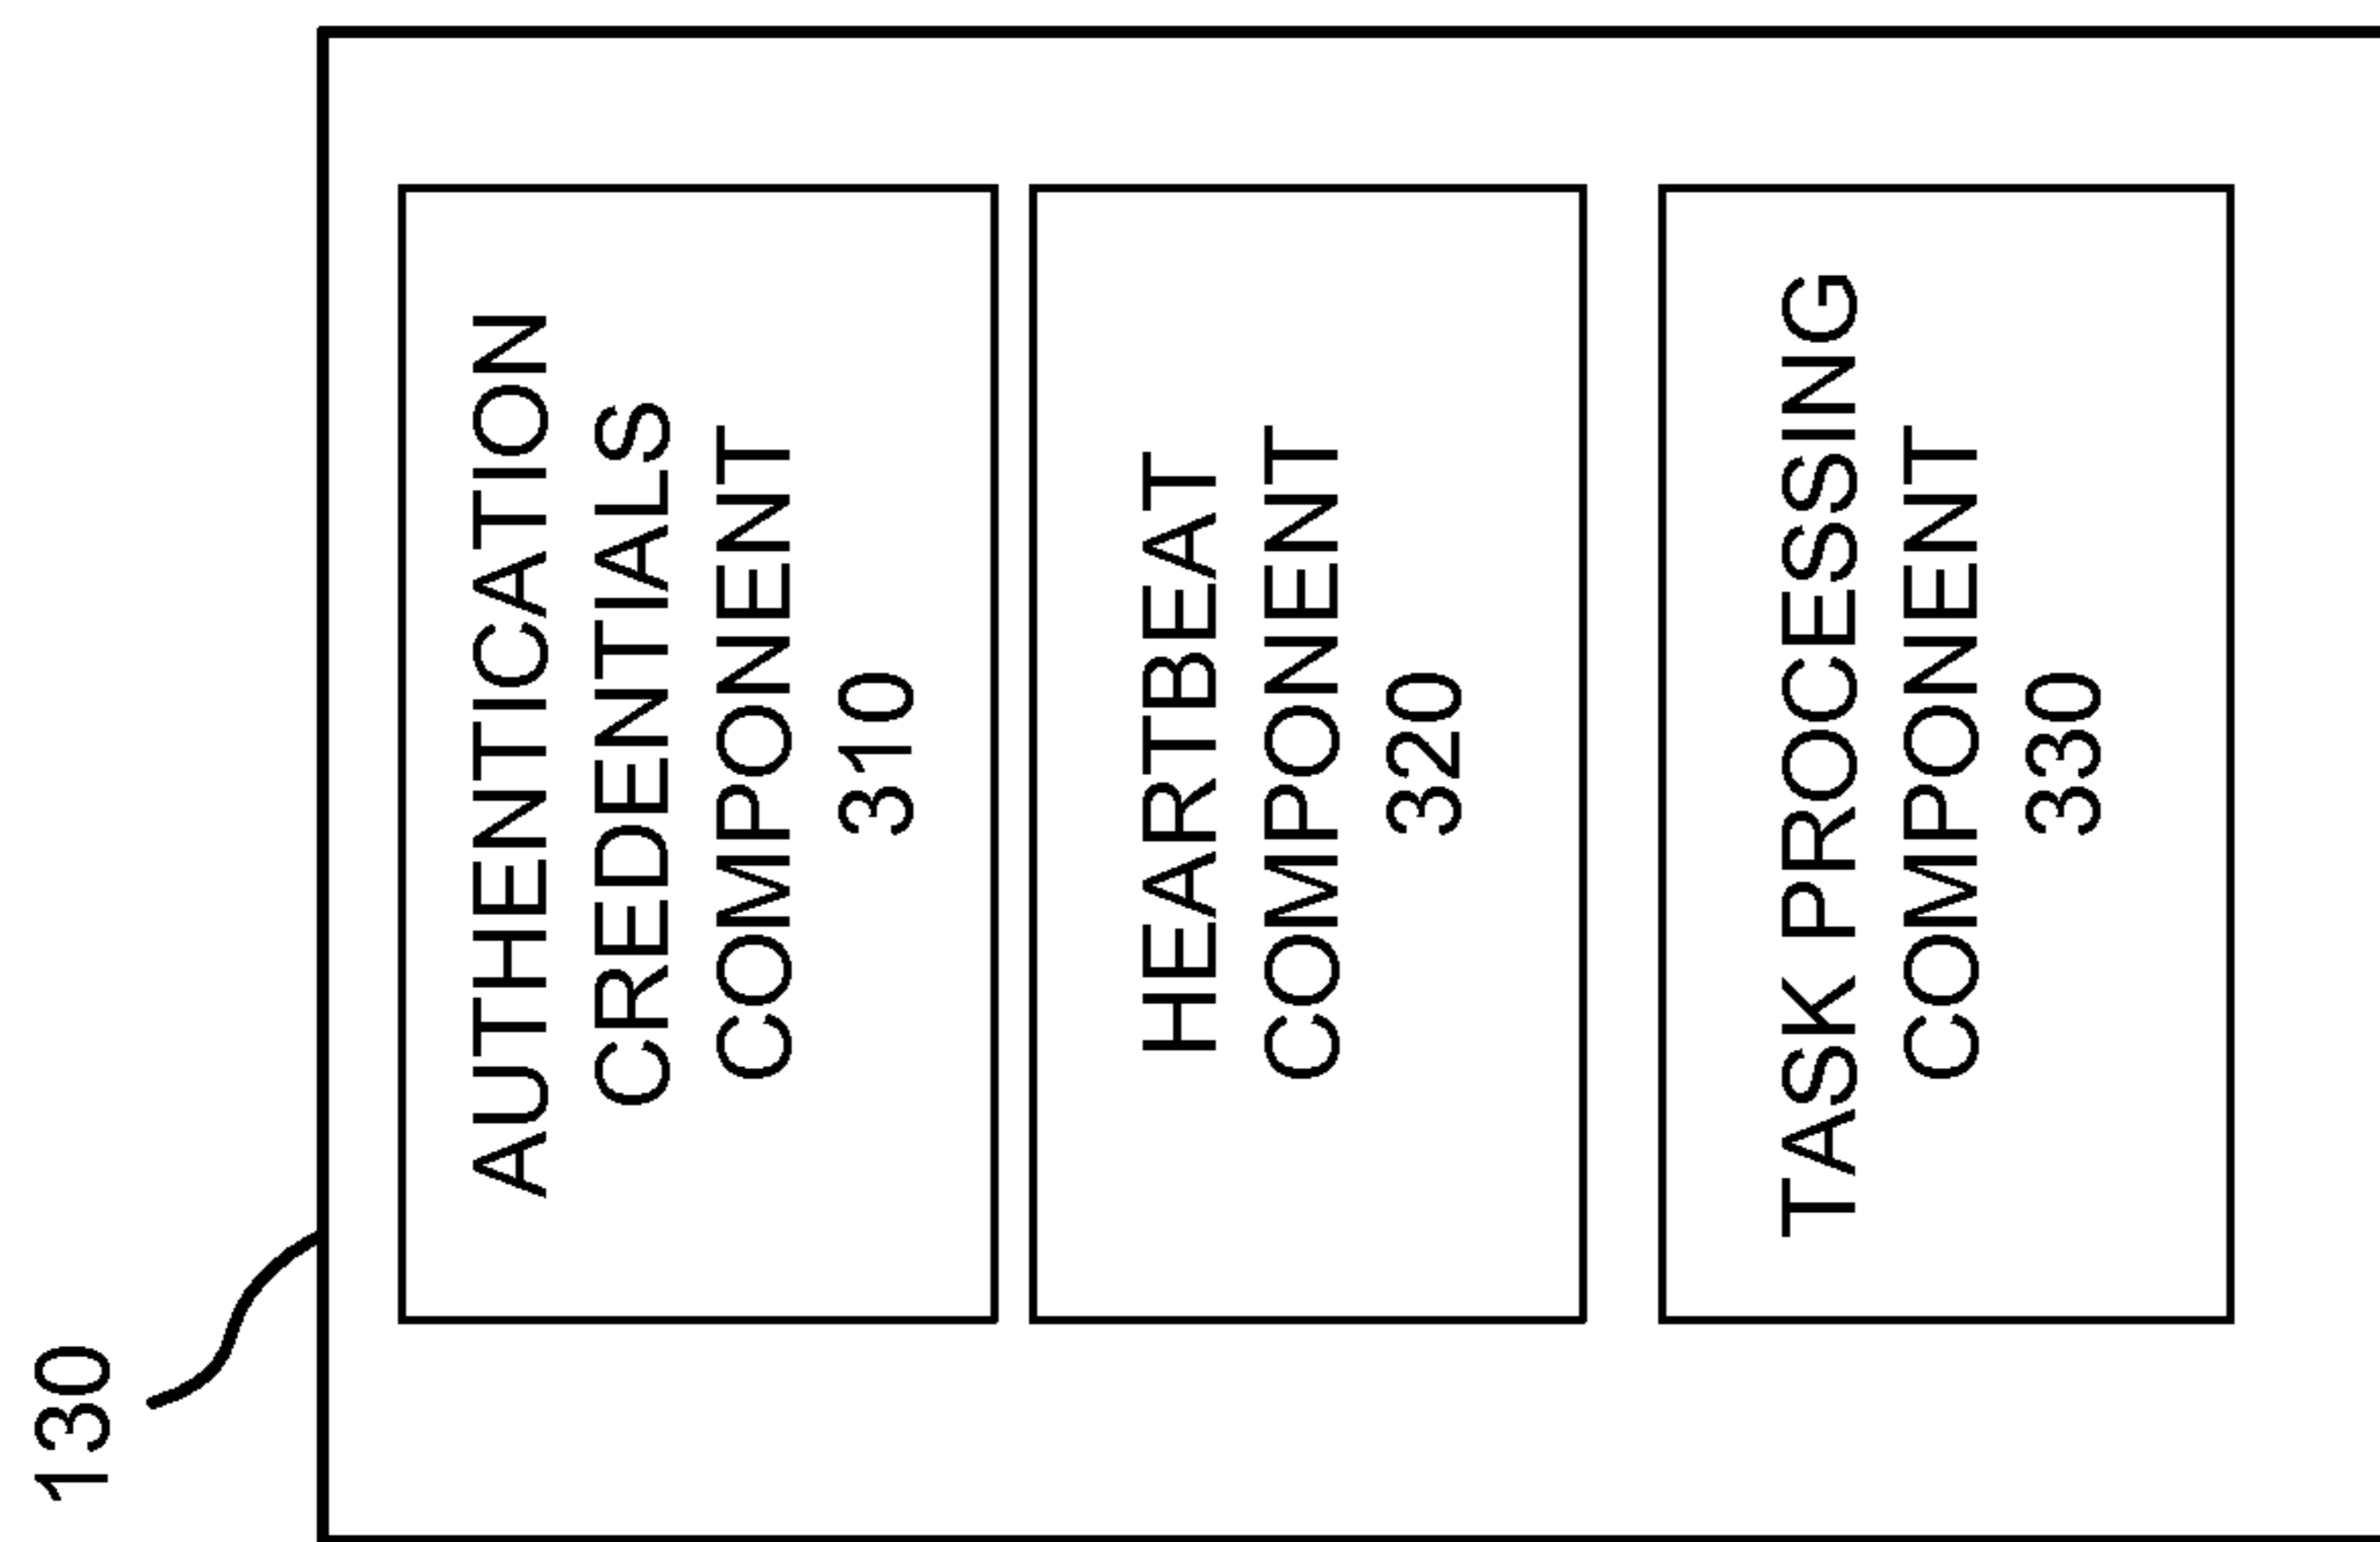 130
AUTHENTICATION
CREDENTIALS
COMPONENT
310
HEARTBEAT
COMPONENT
320
TASK PROCESSING
COMPONENT
330